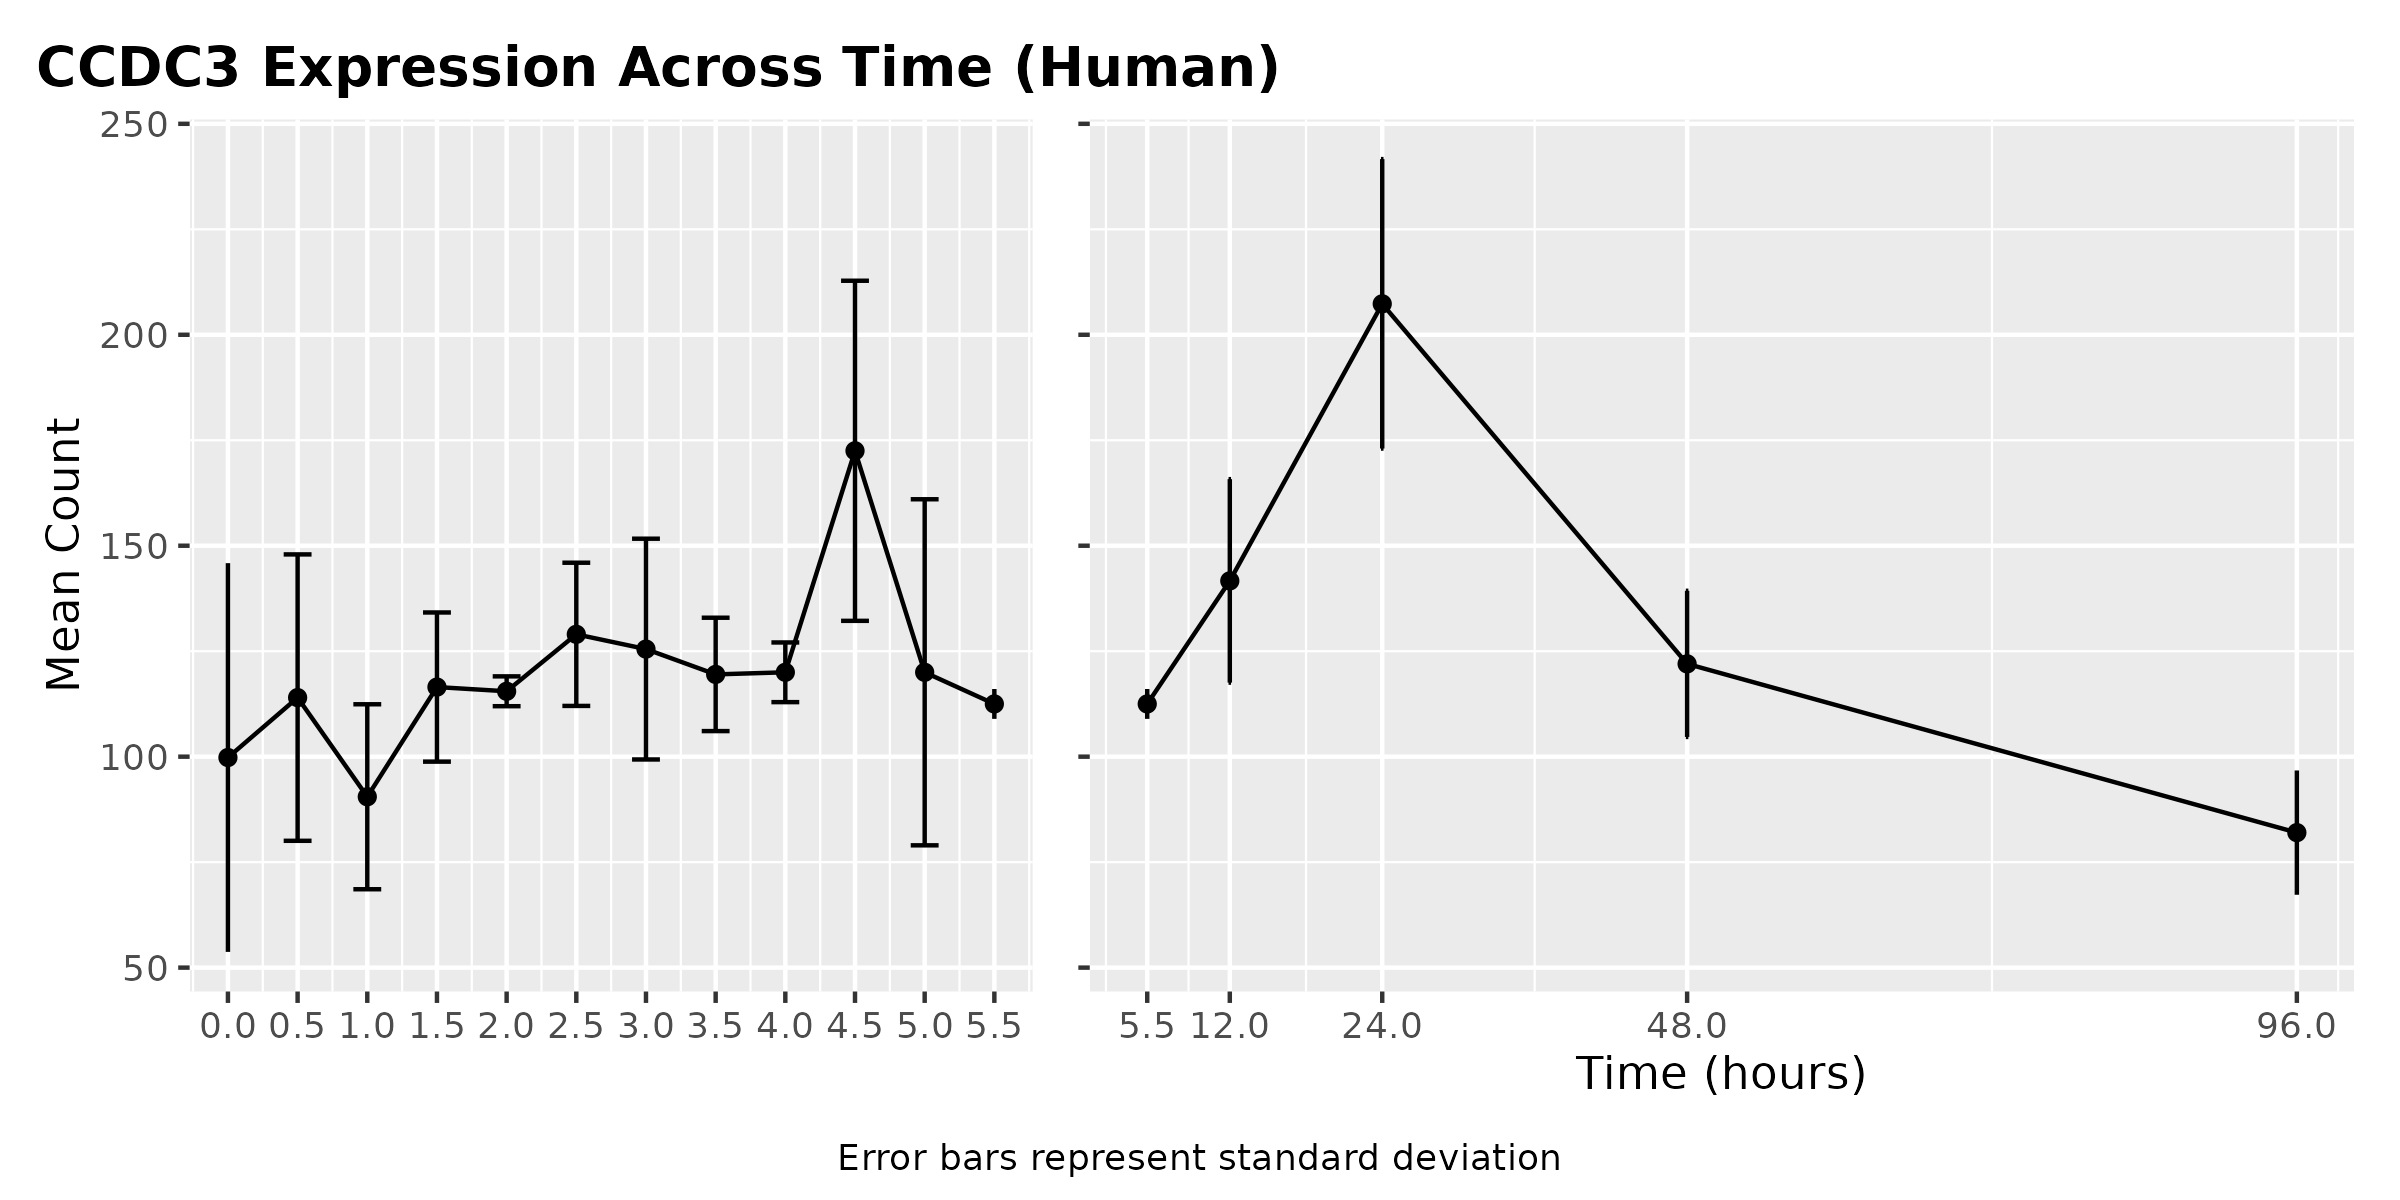 CCDC3 Expression Across Time (Human)
Mean Count
250
200
150
100
50
0.0 0.5 1.0 1.5 2.0 2.5 3.0 3.5 4.0 4.5 5.0 5.5
5.5 12.0 24.0 48.0 96.0
Time (hours)
Error bars represent standard deviation